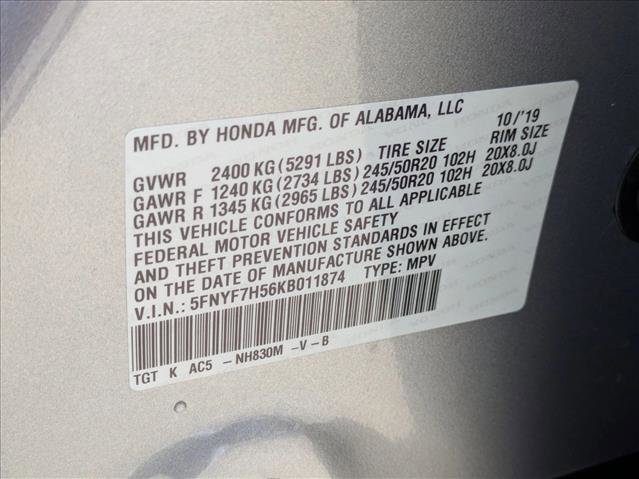 MFD. BY HONDA MFG. OF ALABAMA, LLC 10/'19
GVWR 2400 KG (5291 LBS) TIRE SIZE RIM SIZE
GAWR F 1240 KG (2734 LBS) 245/50R20 102H 20X8.0J
GAWR R 1345 KG (2965 LBS) 245/50R20 102H 20X8.0J
THIS VEHICLE CONFORMS TO ALL APPLICABLE
FEDERAL MOTOR VEHICLE SAFETY
AND THEFT PREVENTION STANDARDS IN EFFECT
ON THE DATE OF MANUFACTURE SHOWN ABOVE.
V.I.N.: 5FNYF7H56KB011874 TYPE: MPV
TGT K AC5 -NH830M -V-B